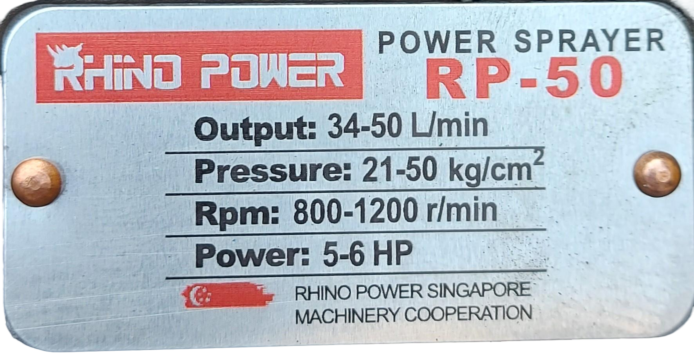 RHINO POWER
POWER SPRAYER
RP-50
Output: 34-50 L/min
Pressure: 21-50 kg/cm²
Rpm: 800-1200 r/min
Power: 5-6 HP
RHINO POWER SINGAPORE
MACHINERY COOPERATION